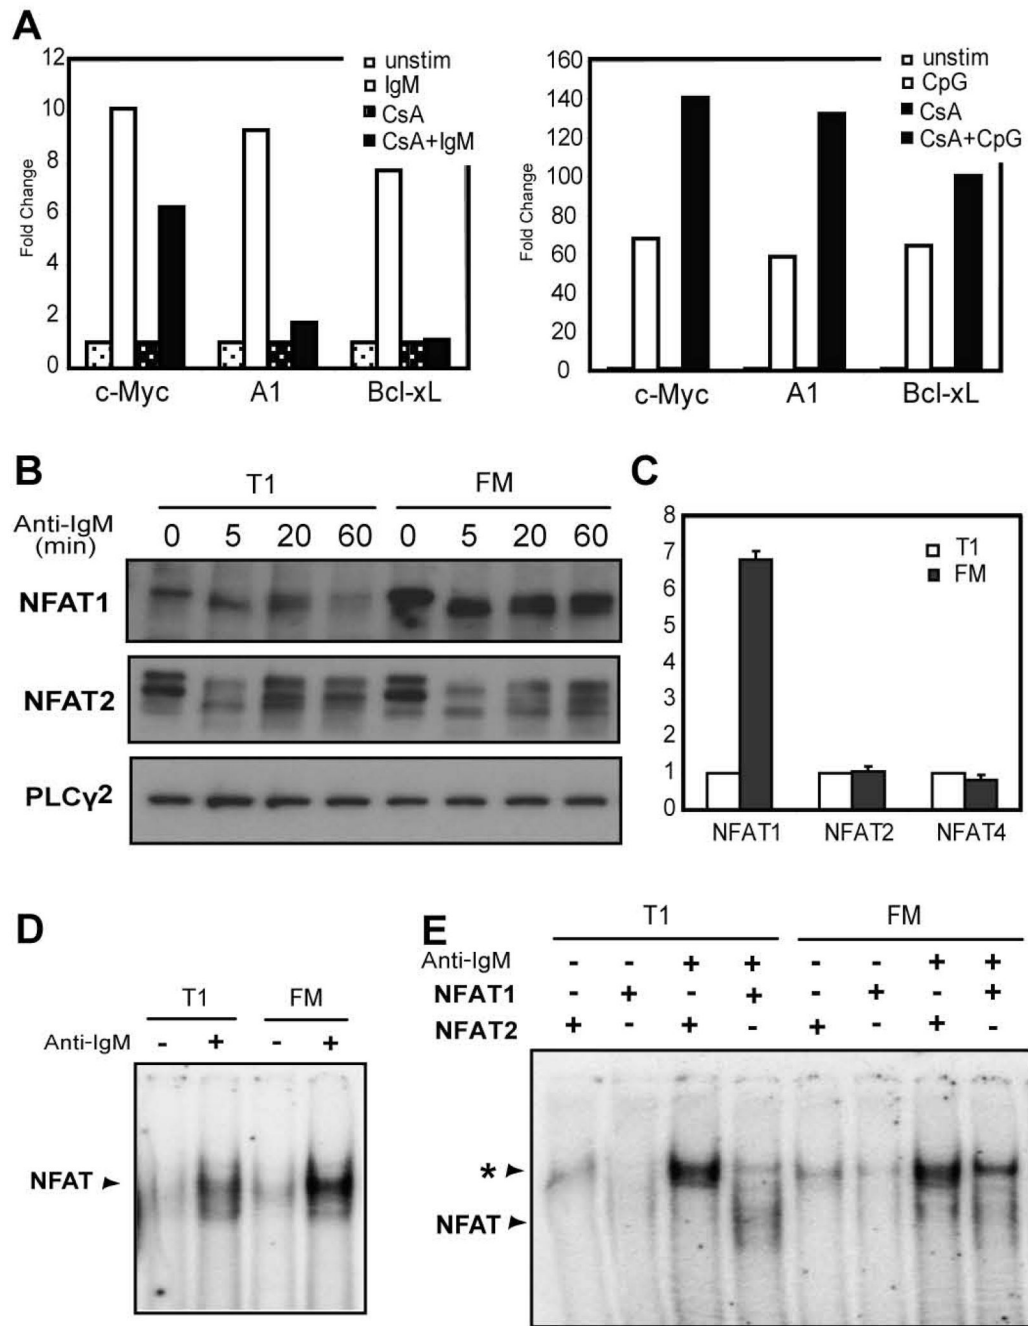 A
12
10
8
6
4
2
0
Fold Change
unstim
IgM
CsA
CsA+IgM
c-Myc A1 Bcl-xL
160
140
120
100
80
60
40
20
0
Fold Change
unstim
CpG
CsA
CsA+CpG
c-Myc A1 Bcl-xL
B
T1 FM
Anti-IgM
(min)
0 5 20 60 0 5 20 60
NFAT1
NFAT2
PLCγ2
C
8
7
6
5
4
3
2
1
0
T1
FM
NFAT1 NFAT2 NFAT4
D
T1 FM
Anti-IgM - + - +
NFAT
E
T1 FM
Anti-IgM - - + + - - + +
NFAT1 - + - + - + - +
NFAT2 + - + - + - + -
*
NFAT